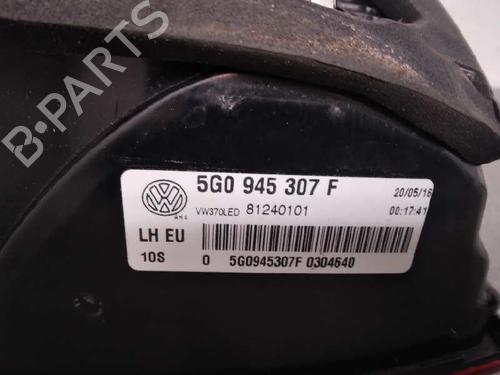 B-PARTS
5G0 945 307 F 20/05/16
VW370LED 81240101 00:17:41
LH EU
10S 0 5G0945307F 0304640